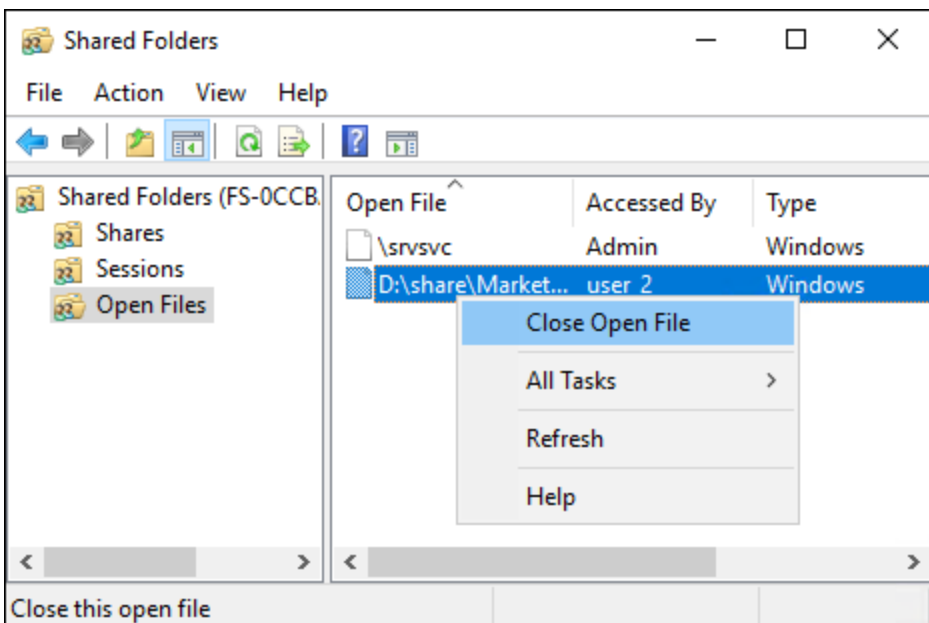 Shared Folders
File Action View Help
Shared Folders (FS-0CCB.
Shares
Sessions
Open Files
Open File Accessed By Type
\srvsvc Admin Windows
D:\share\Market... user 2 Windows
Close Open File
All Tasks
Refresh
Help
Close this open file